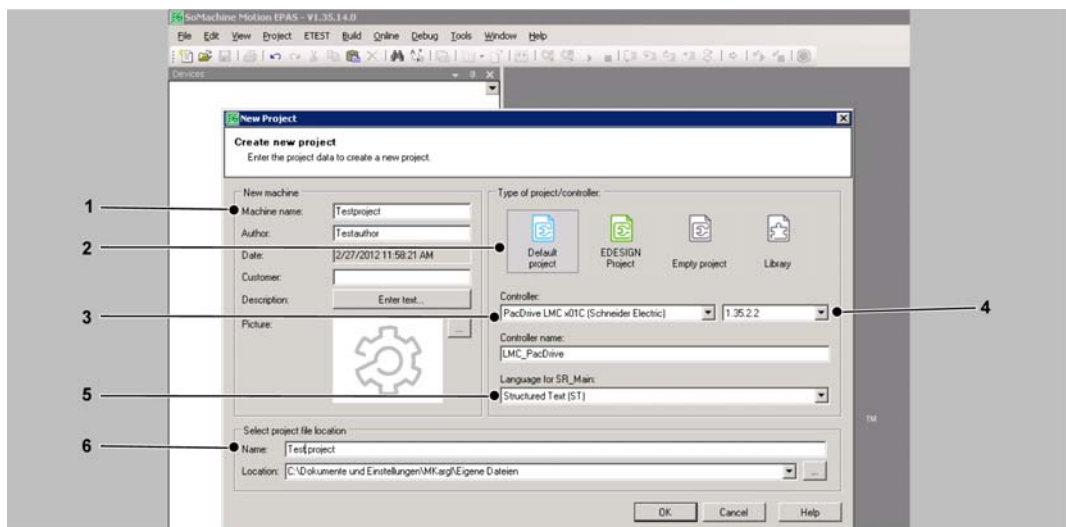 SoMachine Motion EPAS - V1.35.14.0
File Edit View Project ETEST Build Online Debug Tools Window Help
Devices
New Project
Create new project
Enter the project data to create a new project.
New machine
1
Machine name: Testproject
Author: Testauthor
Date: 2/27/2012 11:58:21 AM
Customer:
Description: Enter text...
Picture:
...
Type of project/controller:
2
Default project
EDESIGN Project
Empty project
Library
Controller:
3
PacDrive LMC x01C (Schneider Electric) 1.35.2.2
4
Controller name:
LMC_PacDrive
Language for SR_Main:
5
Structured Text (ST)
TM
Select project file location
6
Name: Testproject
Location: C:\Dokumente und Einstellungen\MKargl\Eigene Dateien
...
OK Cancel Help